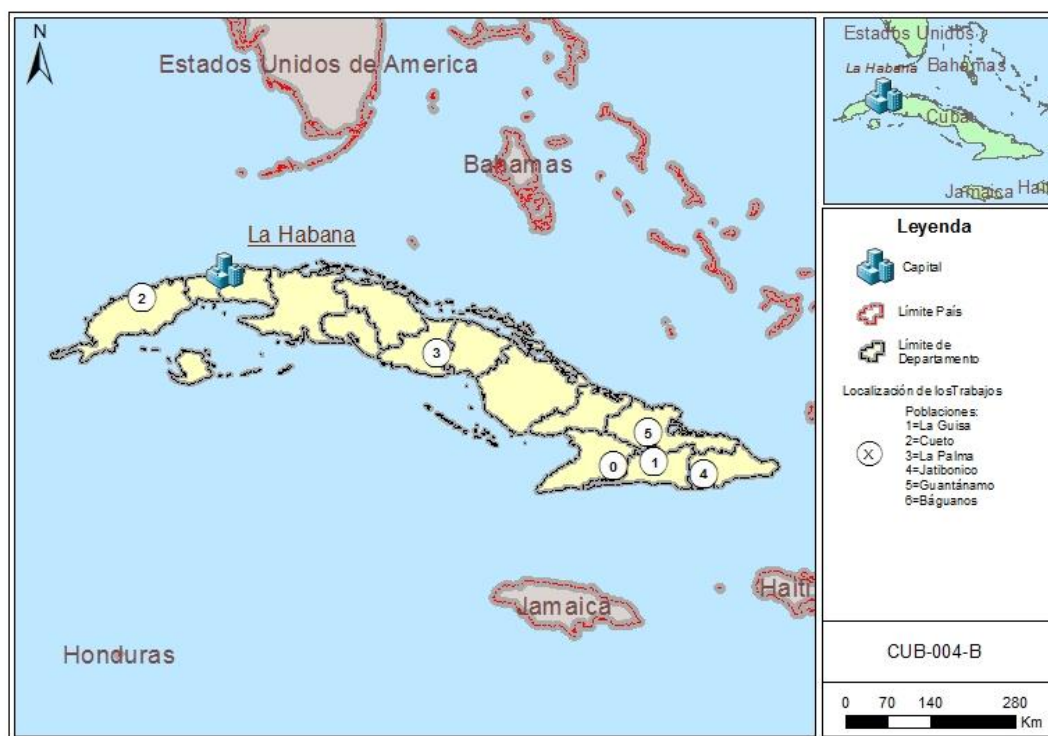 N
Estados Unidos de America
Bahamas
La Habana
2
3
5
0
1
4
Jamaica
Haiti
Honduras
Estados Unidos
La Habana
Bahamas
Cuba
Jamaica
Hait
Leyenda
Capital
Límite País
Límite de
Departamento
Localización de losTrabajos
X
Poblaciones:
1=La Guisa
2=Cueto
3=La Palma
4=Jatibonico
5=Guantánamo
6=Báguanos
CUB-004-B
0 70 140 280
Km